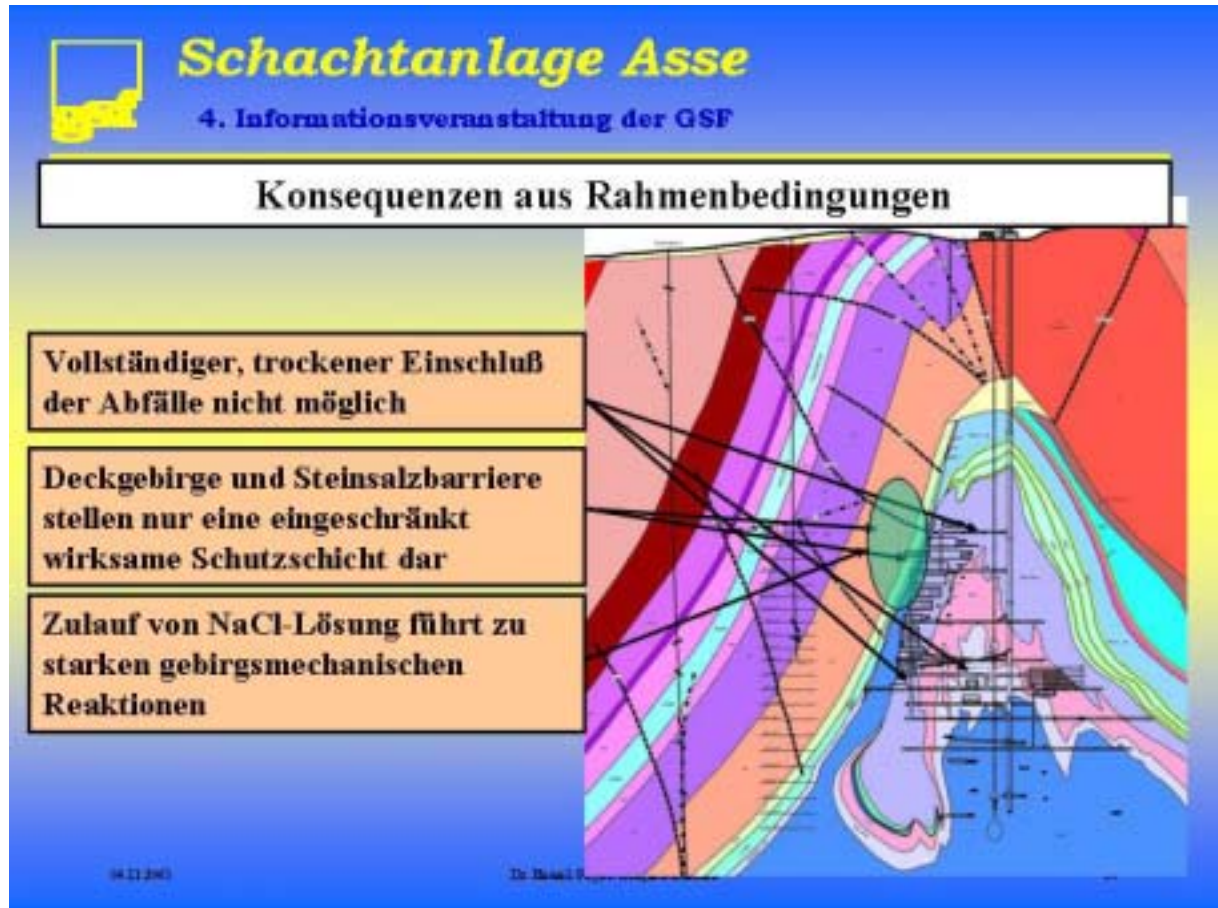 Schachtanlage Asse
4. Informationsveranstaltung der GSF
Konsequenzen aus Rahmenbedingungen
Vollständiger, trockener Einschluß
der Abfälle nicht möglich
Deckgebirge und Steinsalzbarriere
stellen nur eine eingeschränkt
wirksame Schutzschicht dar
Zulauf von NaCl-Lösung führt zu
starken gebirgsmechanischen
Reaktionen